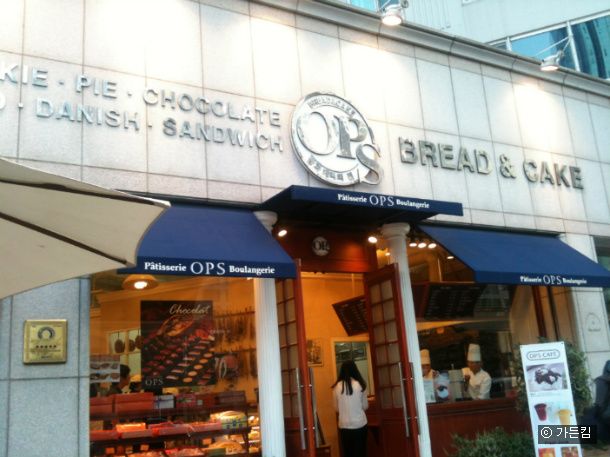 KIE · PIE · CHOCOLATE
· DANISH · SANDWICH
OPS
BREAD & CAKE
Pâtisserie OPS Boulangerie
Pâtisserie OPS Boulangerie
Pâtisserie OPS Boulangerie
Chocolat
OPS
OPS CAFE
© 가든킴